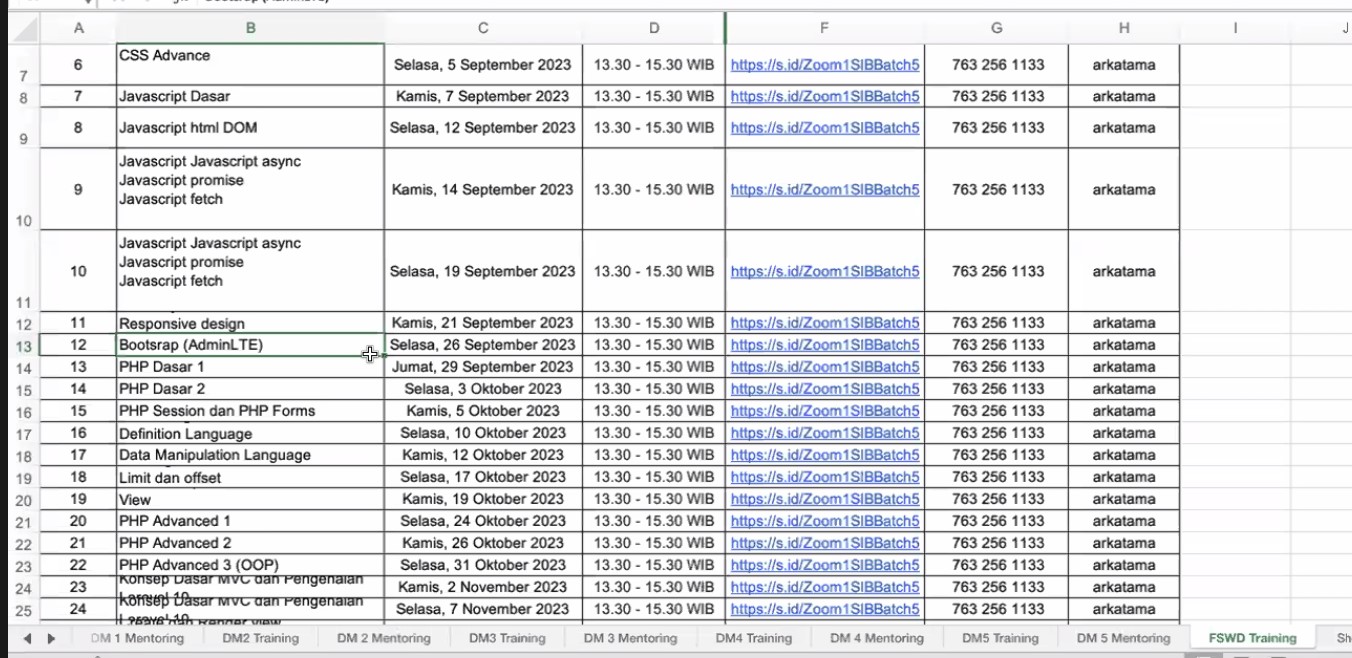 A B C D F G H I J
7 6 CSS Advance Selasa, 5 September 2023 13.30 - 15.30 WIB https://s.id/Zoom1SIBBatch5 763 256 1133 arkatama
8 7 Javascript Dasar Kamis, 7 September 2023 13.30 - 15.30 WIB https://s.id/Zoom1SIBBatch5 763 256 1133 arkatama
9 8 Javascript html DOM Selasa, 12 September 2023 13.30 - 15.30 WIB https://s.id/Zoom1SIBBatch5 763 256 1133 arkatama
Javascript Javascript async
Javascript promise
Javascript fetch
10 9 Kamis, 14 September 2023 13.30 - 15.30 WIB https://s.id/Zoom1SIBBatch5 763 256 1133 arkatama
Javascript Javascript async
Javascript promise
Javascript fetch
11 10 Selasa, 19 September 2023 13.30 - 15.30 WIB https://s.id/Zoom1SIBBatch5 763 256 1133 arkatama
12 11 Responsive design Kamis, 21 September 2023 13.30 - 15.30 WIB https://s.id/Zoom1SIBBatch5 763 256 1133 arkatama
13 12 Bootsrap (AdminLTE) Selasa, 26 September 2023 13.30 - 15.30 WIB https://s.id/Zoom1SIBBatch5 763 256 1133 arkatama
14 13 PHP Dasar 1 Jumat, 29 September 2023 13.30 - 15.30 WIB https://s.id/Zoom1SIBBatch5 763 256 1133 arkatama
15 14 PHP Dasar 2 Selasa, 3 Oktober 2023 13.30 - 15.30 WIB https://s.id/Zoom1SIBBatch5 763 256 1133 arkatama
16 15 PHP Session dan PHP Forms Kamis, 5 Oktober 2023 13.30 - 15.30 WIB https://s.id/Zoom1SIBBatch5 763 256 1133 arkatama
17 16 Definition Language Selasa, 10 Oktober 2023 13.30 - 15.30 WIB https://s.id/Zoom1SIBBatch5 763 256 1133 arkatama
18 17 Data Manipulation Language Kamis, 12 Oktober 2023 13.30 - 15.30 WIB https://s.id/Zoom1SIBBatch5 763 256 1133 arkatama
19 18 Limit dan offset Selasa, 17 Oktober 2023 13.30 - 15.30 WIB https://s.id/Zoom1SIBBatch5 763 256 1133 arkatama
20 19 View Kamis, 19 Oktober 2023 13.30 - 15.30 WIB https://s.id/Zoom1SIBBatch5 763 256 1133 arkatama
21 20 PHP Advanced 1 Selasa, 24 Oktober 2023 13.30 - 15.30 WIB https://s.id/Zoom1SIBBatch5 763 256 1133 arkatama
22 21 PHP Advanced 2 Kamis, 26 Oktober 2023 13.30 - 15.30 WIB https://s.id/Zoom1SIBBatch5 763 256 1133 arkatama
23 22 PHP Advanced 3 (OOP) Selasa, 31 Oktober 2023 13.30 - 15.30 WIB https://s.id/Zoom1SIBBatch5 763 256 1133 arkatama
24 23 Konsep Dasar MVC dan Pengenalan Kamis, 2 November 2023 13.30 - 15.30 WIB https://s.id/Zoom1SIBBatch5 763 256 1133 arkatama
25 24 Konsep Dasar MVC dan Pengenalan Selasa, 7 November 2023 13.30 - 15.30 WIB https://s.id/Zoom1SIBBatch5 763 256 1133 arkatama
DM 1 Mentoring DM2 Training DM 2 Mentoring DM3 Training DM 3 Mentoring DM4 Training DM 4 Mentoring DM5 Training DM 5 Mentoring FSWD Training Sh